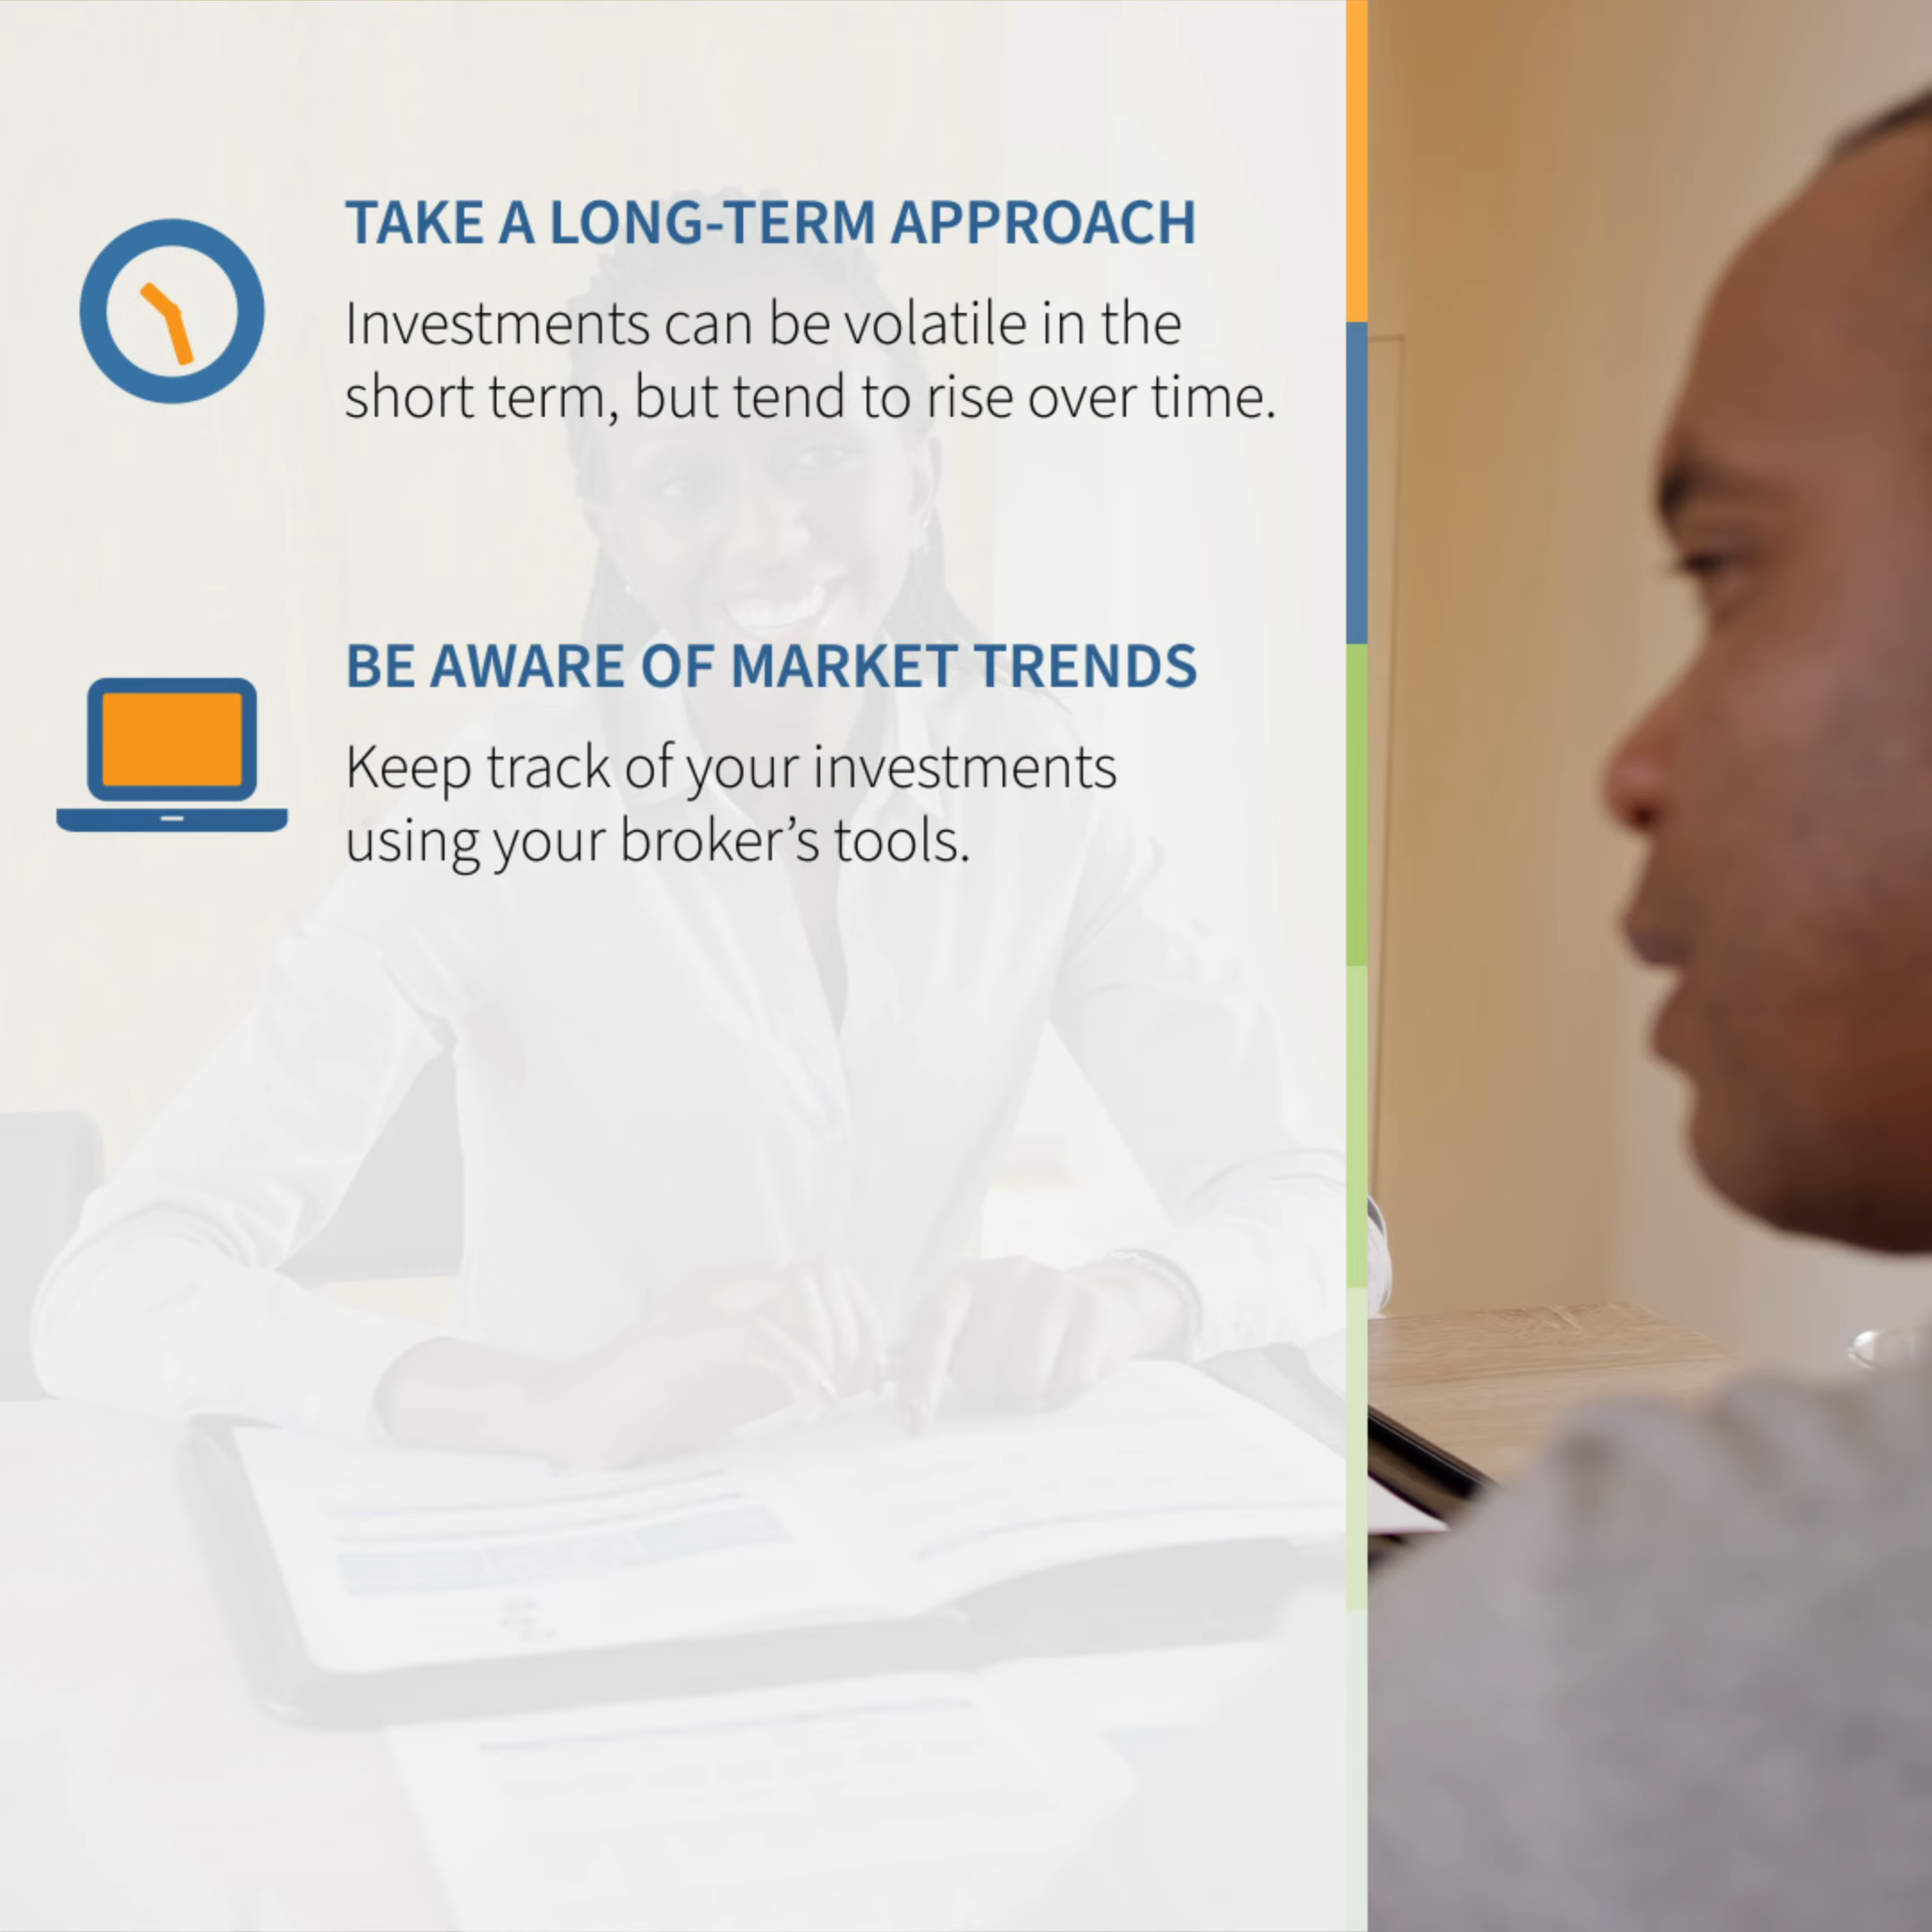 TAKE A LONG-TERM APPROACH
Investments can be volatile in the
short term, but tend to rise over time.
BE AWARE OF MARKET TRENDS
Keep track of your investments
using your broker’s tools.